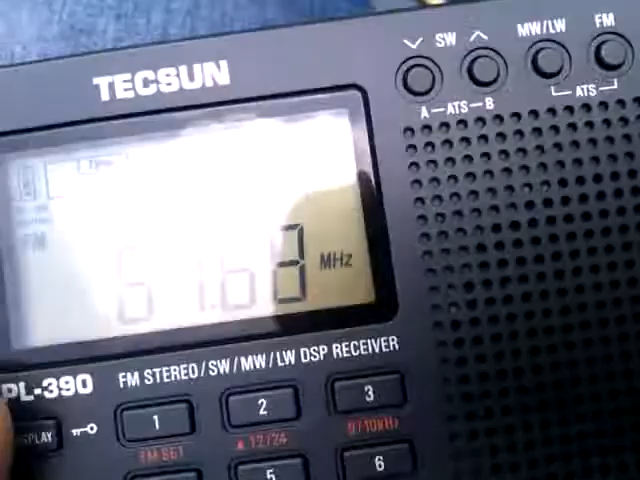 SW
MW/LW
FM
A—ATS—B
ATS
TECSUN
FM
MHz
FM STEREO/SW/MW/LW DSP RECEIVER
PL-390
1
2
3
FM SET
▲12/24
9/10kHz
5
6